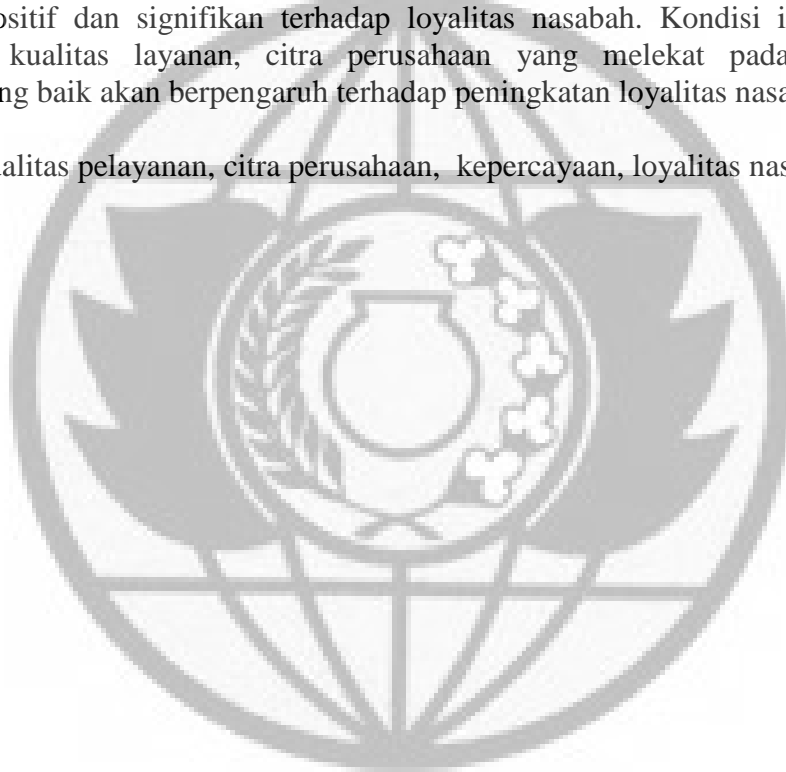 ositif dan signifikan terhadap loyalitas nasabah. Kondisi i
kualitas layanan, citra perusahaan yang melekat pada
ng baik akan berpengaruh terhadap peningkatan loyalitas nasa
alitas pelayanan, citra perusahaan, kepercayaan, loyalitas nas